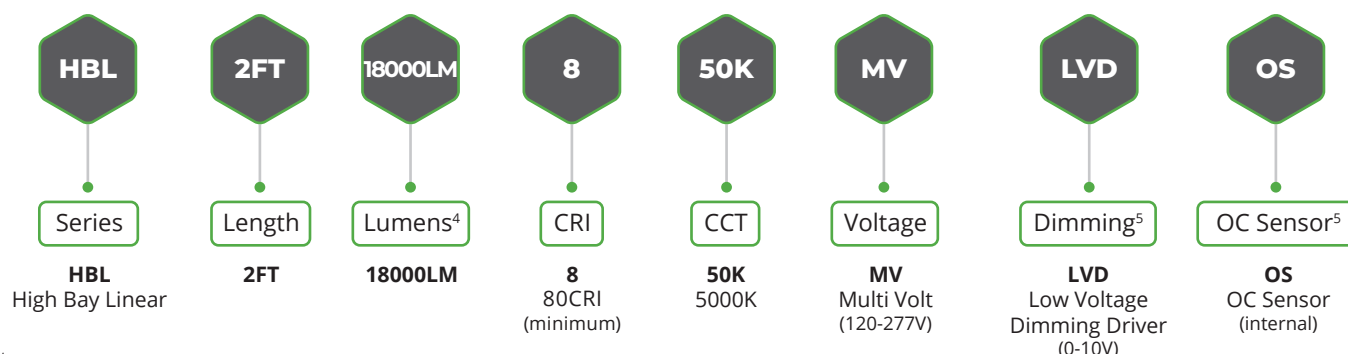 HBL 2FT 18000LM 8 50K MV LVD OS
Series Length Lumens⁴ CRI CCT Voltage Dimming⁵ OC Sensor⁵
HBL 2FT 18000LM 8 50K MV LVD OS
High Bay Linear 80CRI 5000K Multi Volt Low Voltage OC Sensor
(minimum) (120-277V) Dimming Driver (internal)
(0-10V)